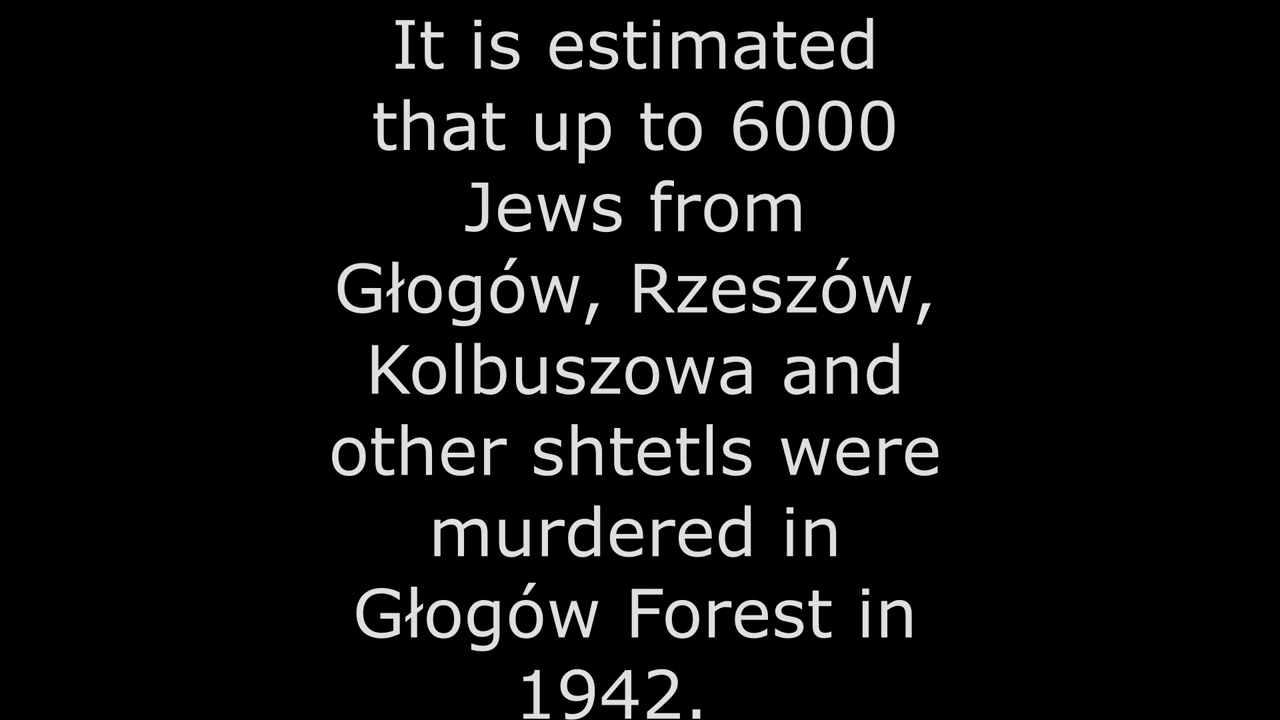 It is estimated
that up to 6000
Jews from
Głogów, Rzeszów,
Kolbuszowa and
other shtetls were
murdered in
Głogów Forest in
1942.